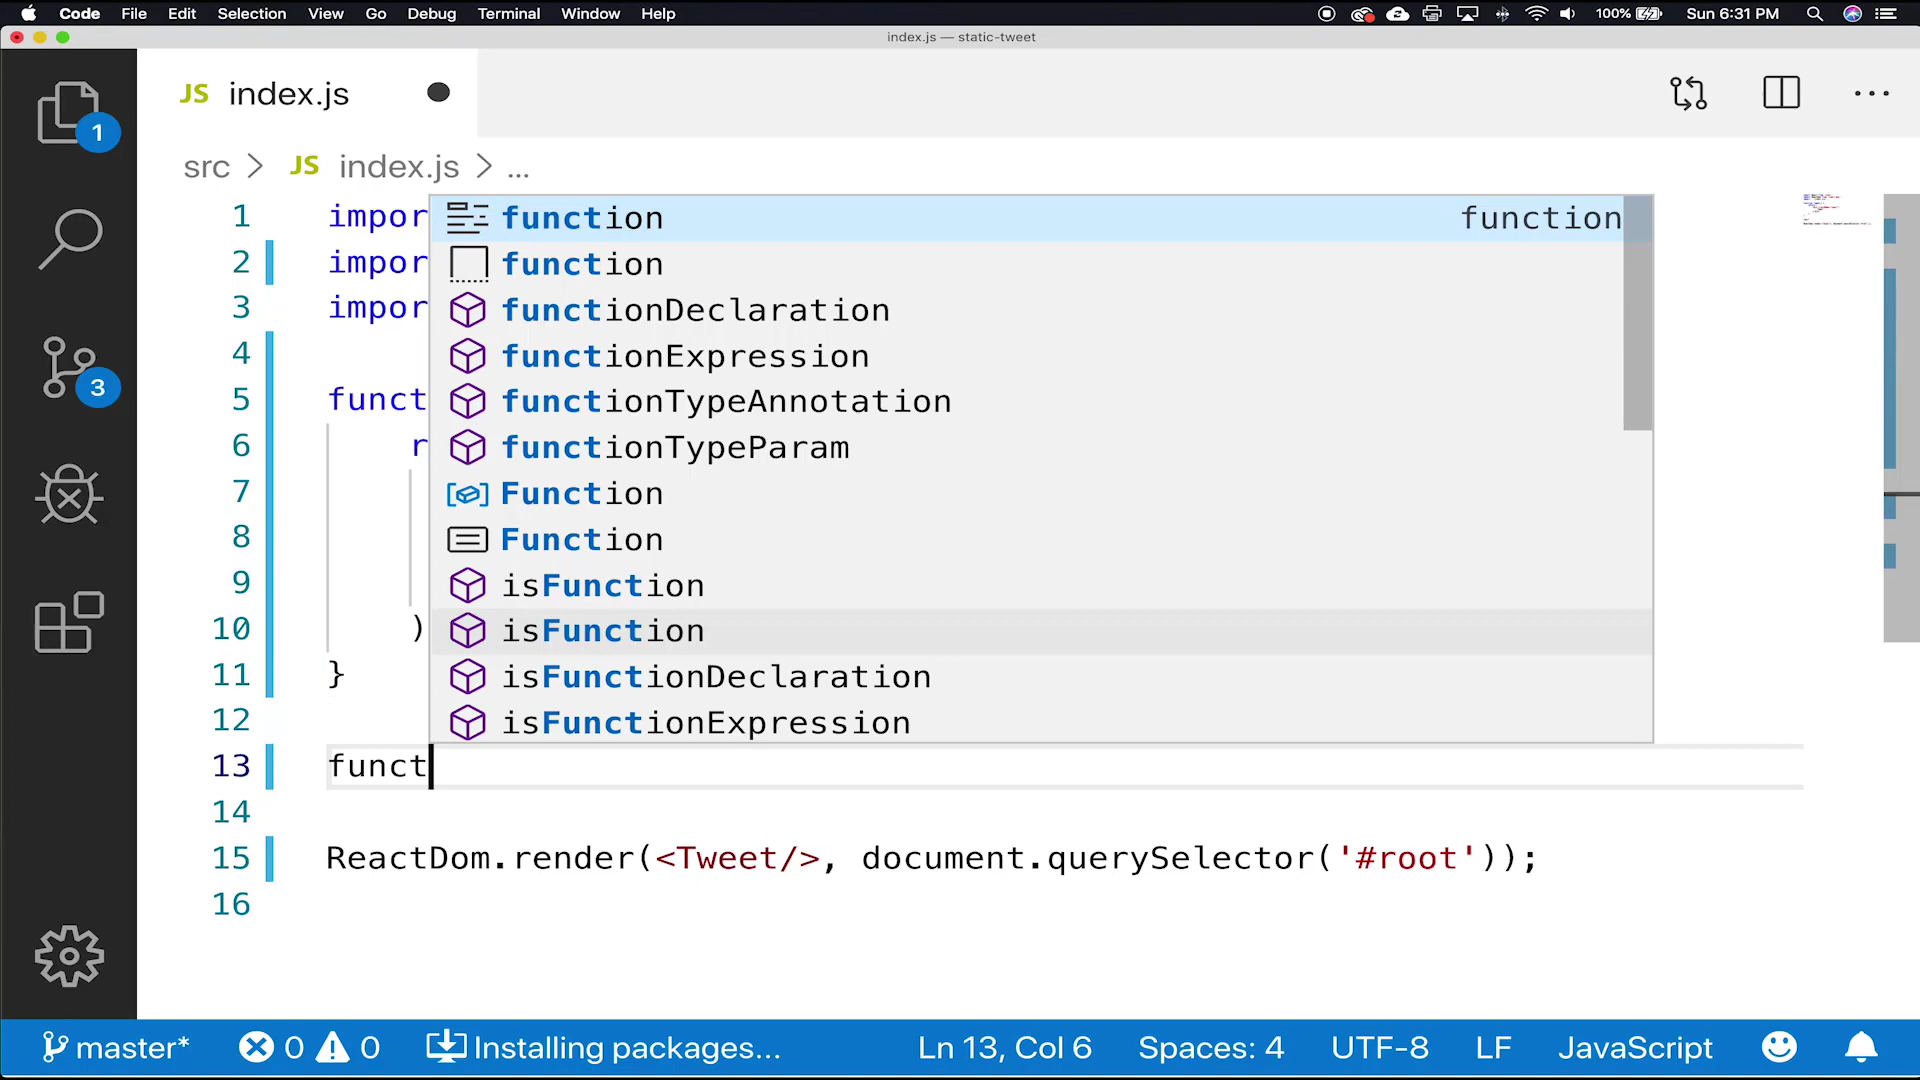 Code File Edit Selection View Go Debug Terminal Window Help 100% Sun 6:31 PM
index.js — static-tweet
JS index.js
1
src > JS index.js > ...
1 impor
2 impor
3 impor
4
5 funct
6 r
7
8
9
10 )
11 }
12
13 funct
14
15 ReactDom.render(<Tweet/>, document.querySelector('#root'));
16
function function
function
functionDeclaration
functionExpression
functionTypeAnnotation
functionTypeParam
Function
Function
isFunction
isFunction
isFunctionDeclaration
isFunctionExpression
3
master* 0 0 Installing packages... Ln 13, Col 6 Spaces: 4 UTF-8 LF JavaScript